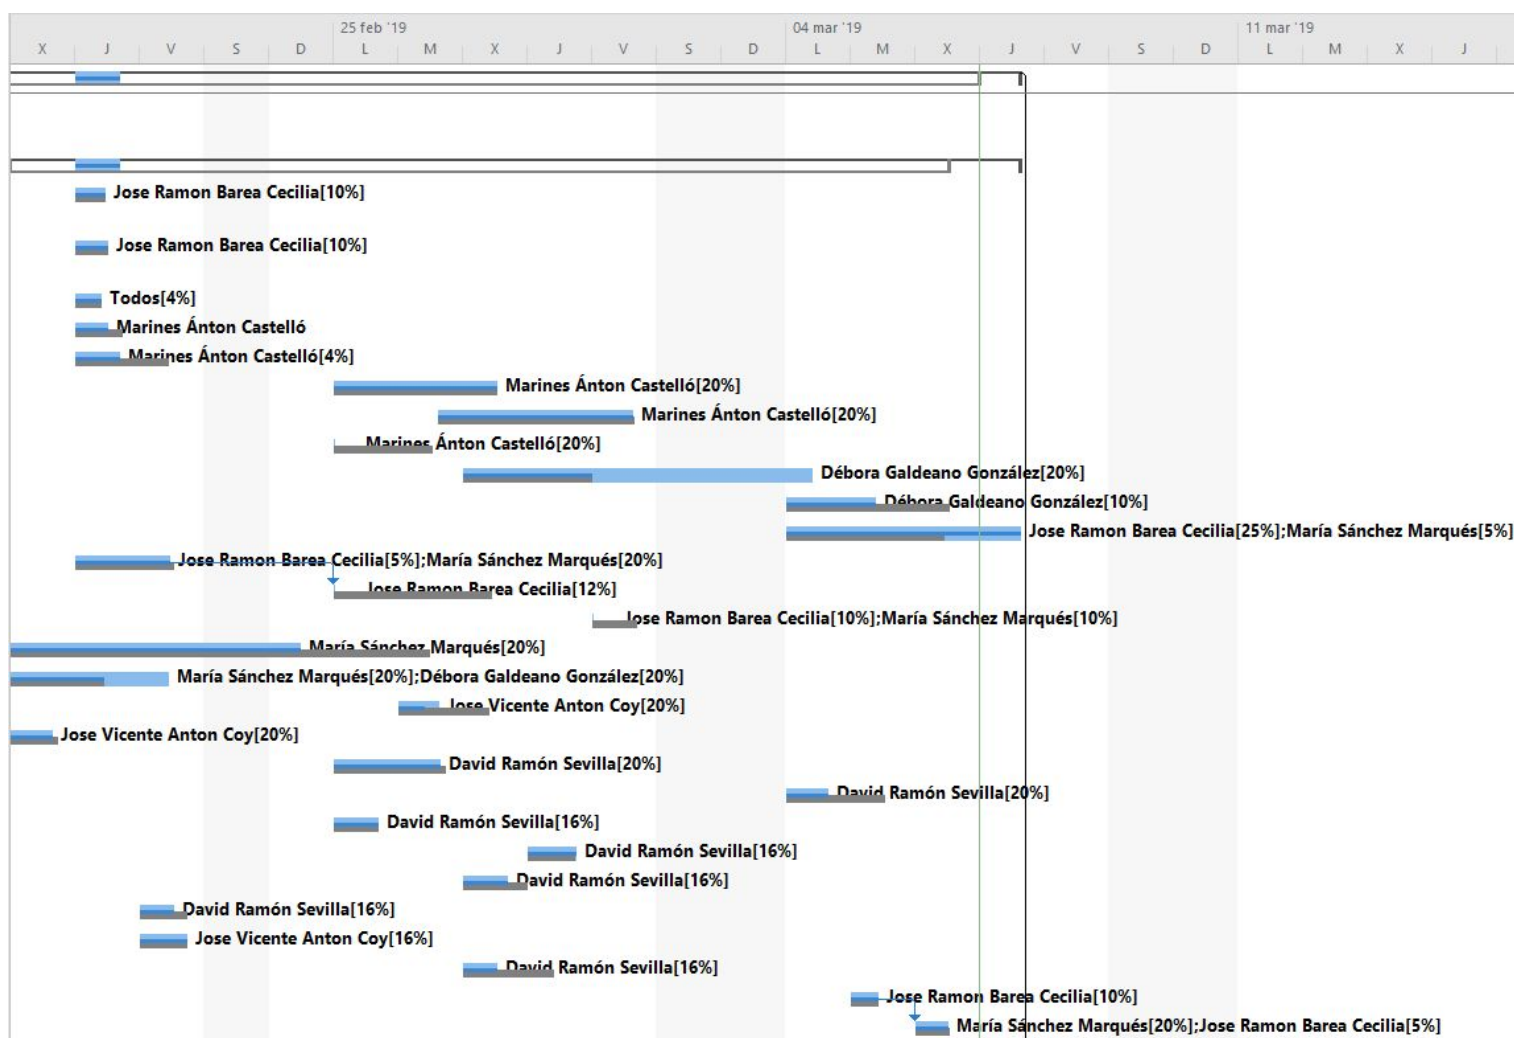 25 feb '19 04 mar '19 11 mar '19
X J V S D L M X J V S D L M X J V S D L M X J
Jose Ramon Barea Cecilia[10%]
Jose Ramon Barea Cecilia[10%]
Todos[4%]
Marines Ánton Castelló
Marines Ánton Castelló[4%]
Marines Ánton Castelló[20%]
Marines Ánton Castelló[20%]
Marines Ánton Castelló[20%]
Débora Galdeano González[20%]
Débora Galdeano González[10%]
Jose Ramon Barea Cecilia[25%];María Sánchez Marqués[5%]
Jose Ramon Barea Cecilia[5%];María Sánchez Marqués[20%]
Jose Ramon Barea Cecilia[12%]
Jose Ramon Barea Cecilia[10%];María Sánchez Marqués[10%]
María Sánchez Marqués[20%]
María Sánchez Marqués[20%];Débora Galdeano González[20%]
Jose Vicente Anton Coy[20%]
Jose Vicente Anton Coy[20%]
David Ramón Sevilla[20%]
David Ramón Sevilla[20%]
David Ramón Sevilla[16%]
David Ramón Sevilla[16%]
David Ramón Sevilla[16%]
David Ramón Sevilla[16%]
Jose Vicente Anton Coy[16%]
David Ramón Sevilla[16%]
Jose Ramon Barea Cecilia[10%]
María Sánchez Marqués[20%];Jose Ramon Barea Cecilia[5%]